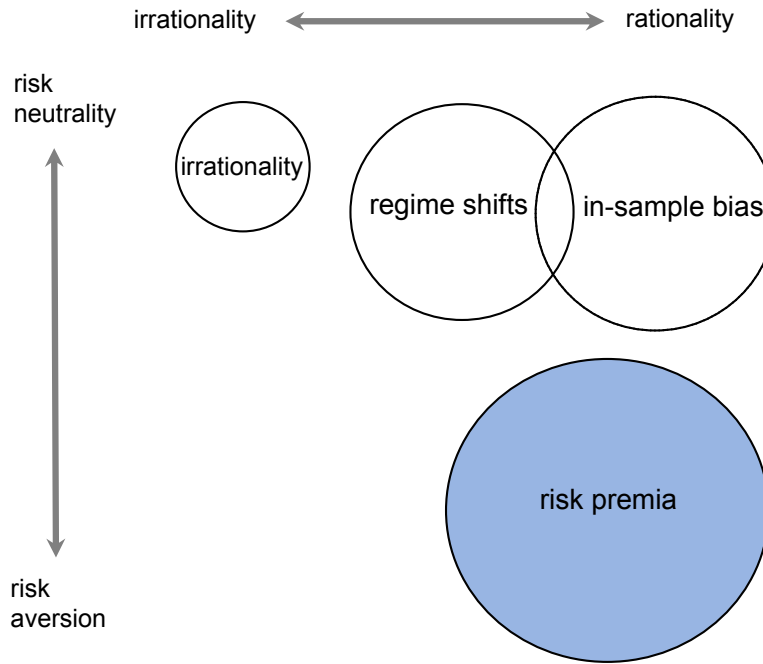 irrationality
rationality
risk
neutrality
irrationality
regime shifts
in-sample bias
risk premia
risk
aversion